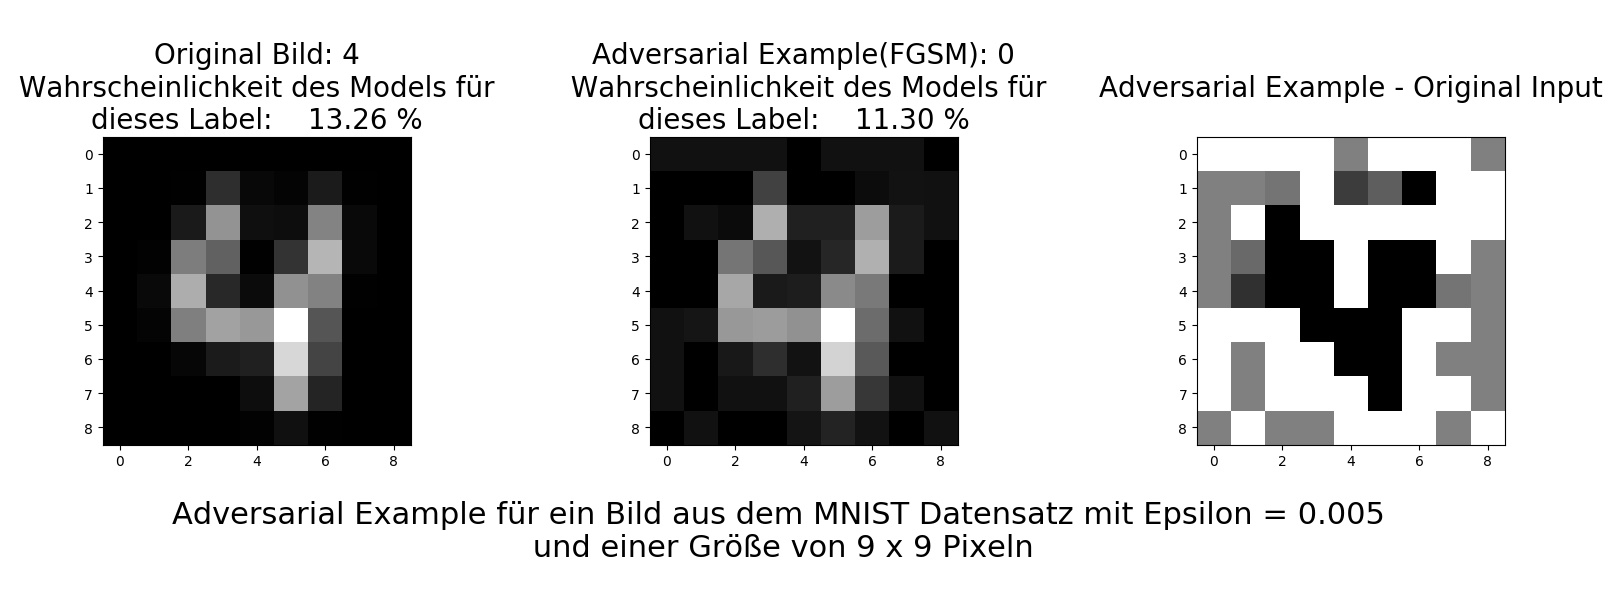 Original Bild: 4
Wahrscheinlichkeit des Models für
dieses Label:    13.26 %
0
1
2
3
4
5
6
7
8
0 2 4 6 8
Adversarial Example(FGSM): 0
Wahrscheinlichkeit des Models für
dieses Label:    11.30 %
0
1
2
3
4
5
6
7
8
0 2 4 6 8
Adversarial Example - Original Input
0
1
2
3
4
5
6
7
8
0 2 4 6 8
Adversarial Example für ein Bild aus dem MNIST Datensatz mit Epsilon = 0.005
und einer Größe von 9 x 9 Pixeln